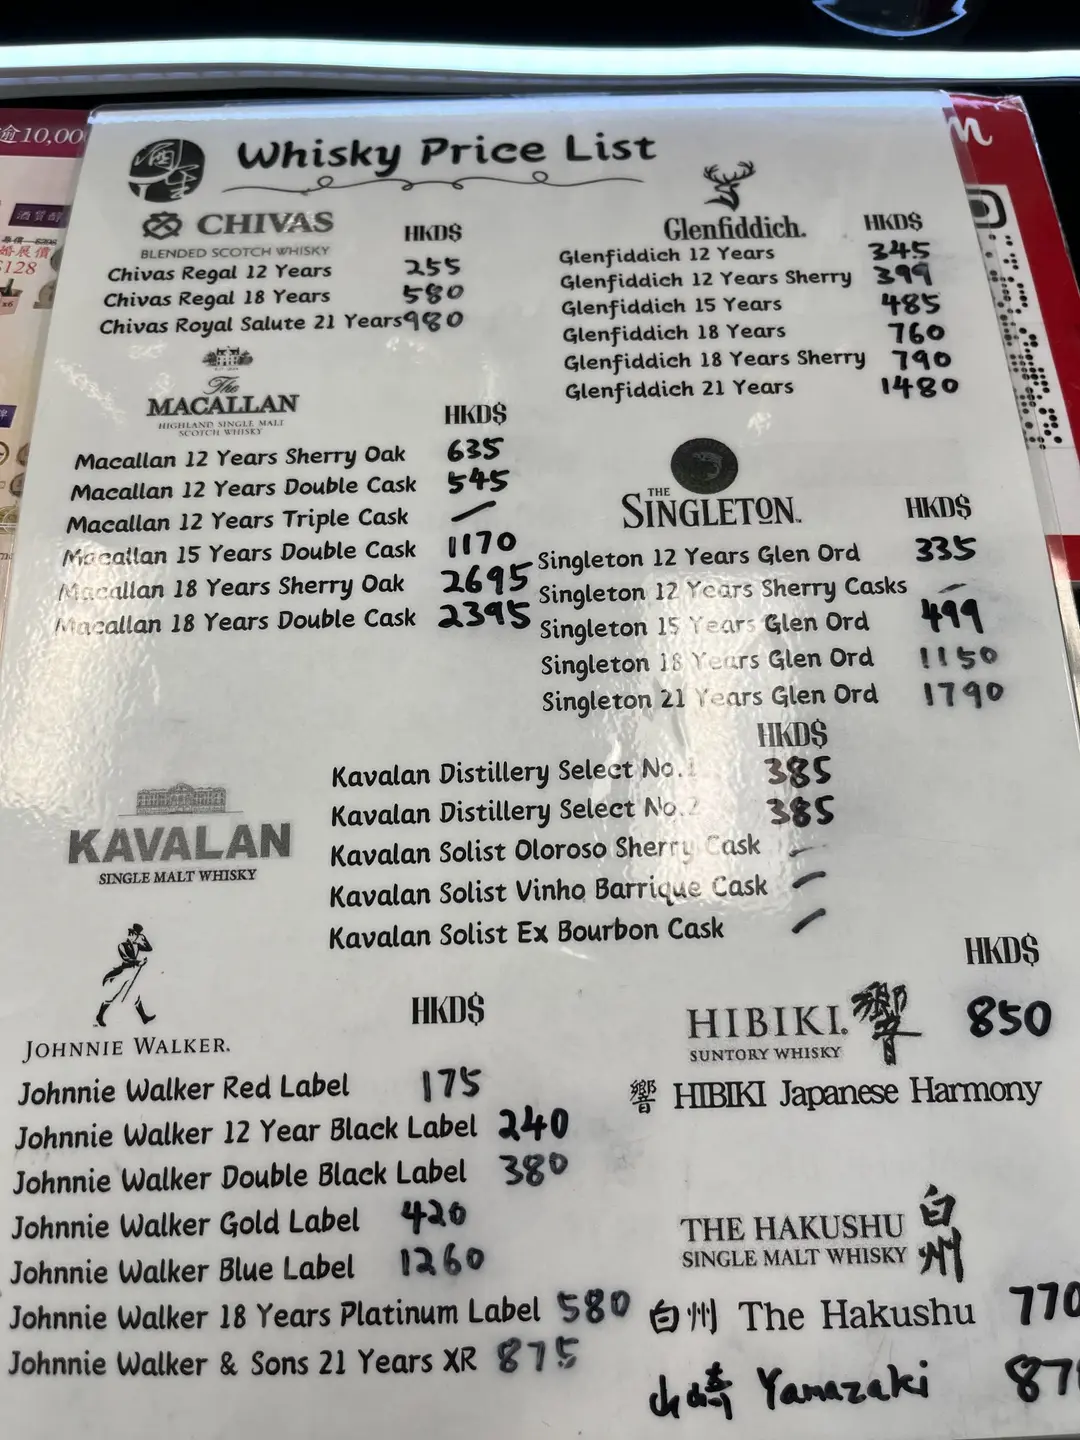 Whisky Price List
CHIVAS HKD$
BLENDED SCOTCH WHISKY
Chivas Regal 12 Years 255
Chivas Regal 18 Years 580
Chivas Royal Salute 21 Years 980
Glenfiddich. HKD$
Glenfiddich 12 Years 345
Glenfiddich 12 Years Sherry 399
Glenfiddich 15 Years 485
Glenfiddich 18 Years 760
Glenfiddich 18 Years Sherry 790
Glenfiddich 21 Years 1480
The
MACALLAN HKD$
HIGHLAND SINGLE MALT
SCOTCH WHISKY
Macallan 12 Years Sherry Oak 635
Macallan 12 Years Double Cask 545
Macallan 12 Years Triple Cask —
Macallan 15 Years Double Cask 1170
Macallan 18 Years Sherry Oak 2695
Macallan 18 Years Double Cask 2395
THE
SINGLETON. HKD$
Singleton 12 Years Glen Ord 335
Singleton 12 Years Sherry Casks —
Singleton 15 Years Glen Ord 499
Singleton 18 Years Glen Ord 1150
Singleton 21 Years Glen Ord 1790
KAVALAN
SINGLE MALT WHISKY
HKD$
Kavalan Distillery Select No.1 385
Kavalan Distillery Select No.2 385
Kavalan Solist Oloroso Sherry Cask —
Kavalan Solist Vinho Barrique Cask —
Kavalan Solist Ex Bourbon Cask —
JOHNNIE WALKER. HKD$
Johnnie Walker Red Label 175
Johnnie Walker 12 Year Black Label 240
Johnnie Walker Double Black Label 380
Johnnie Walker Gold Label 420
Johnnie Walker Blue Label 1260
Johnnie Walker 18 Years Platinum Label 580
Johnnie Walker & Sons 21 Years XR 875
HKD$
HIBIKI. 響 850
SUNTORY WHISKY
響 HIBIKI Japanese Harmony
THE HAKUSHU 白州
SINGLE MALT WHISKY
白州 The Hakushu 770
山崎 Yamazaki 87
10,00
128